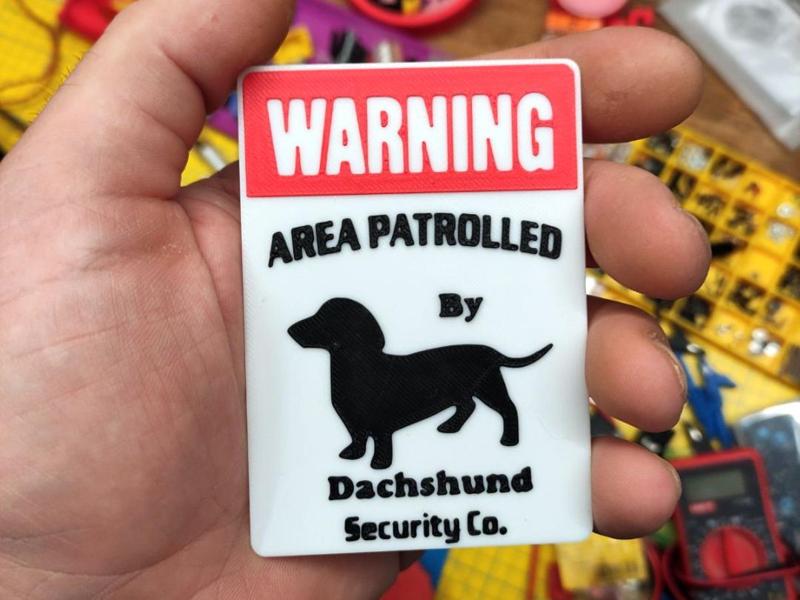 WARNING
AREA PATROLLED
By
Dachshund
Security Co.